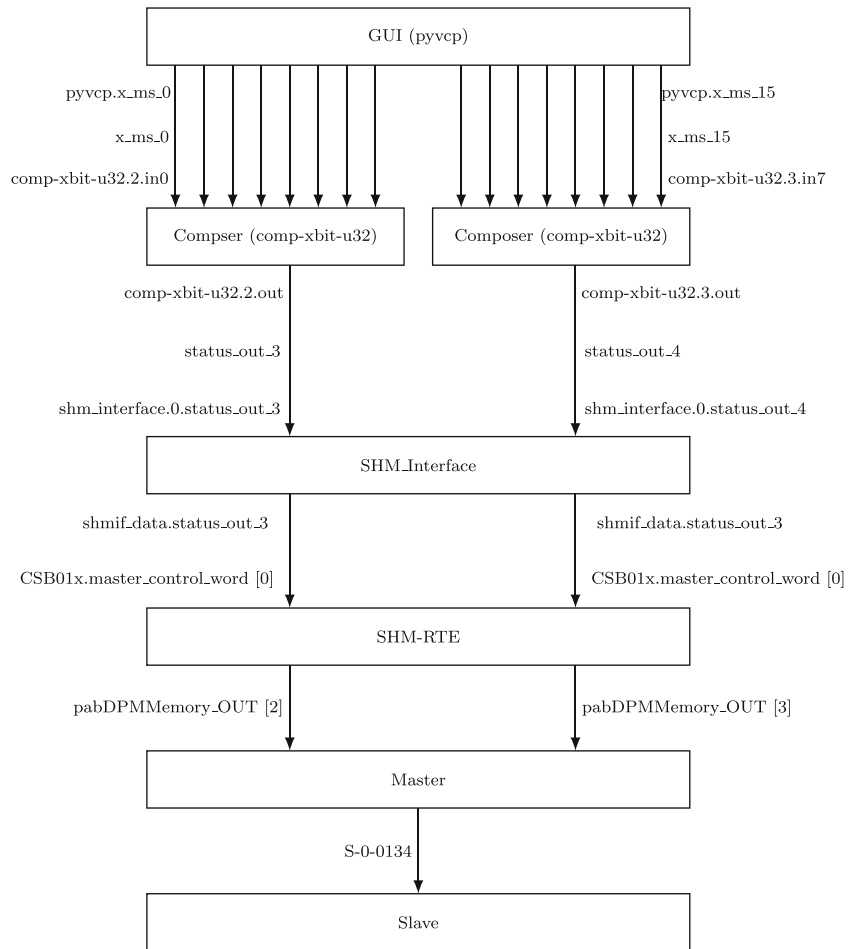 GUI (pyvcp)
pyvcp.x_ms_0
pyvcp.x_ms_15
x_ms_0
x_ms_15
comp-xbit-u32.2.in0
comp-xbit-u32.3.in7
Compser (comp-xbit-u32)
Composer (comp-xbit-u32)
comp-xbit-u32.2.out
comp-xbit-u32.3.out
status_out_3
status_out_4
shm_interface.0.status_out_3
shm_interface.0.status_out_4
SHM_Interface
shmif_data.status_out_3
shmif_data.status_out_3
CSB01x.master_control_word [0]
CSB01x.master_control_word [0]
SHM-RTE
pabDPMMemory_OUT [2]
pabDPMMemory_OUT [3]
Master
S-0-0134
Slave